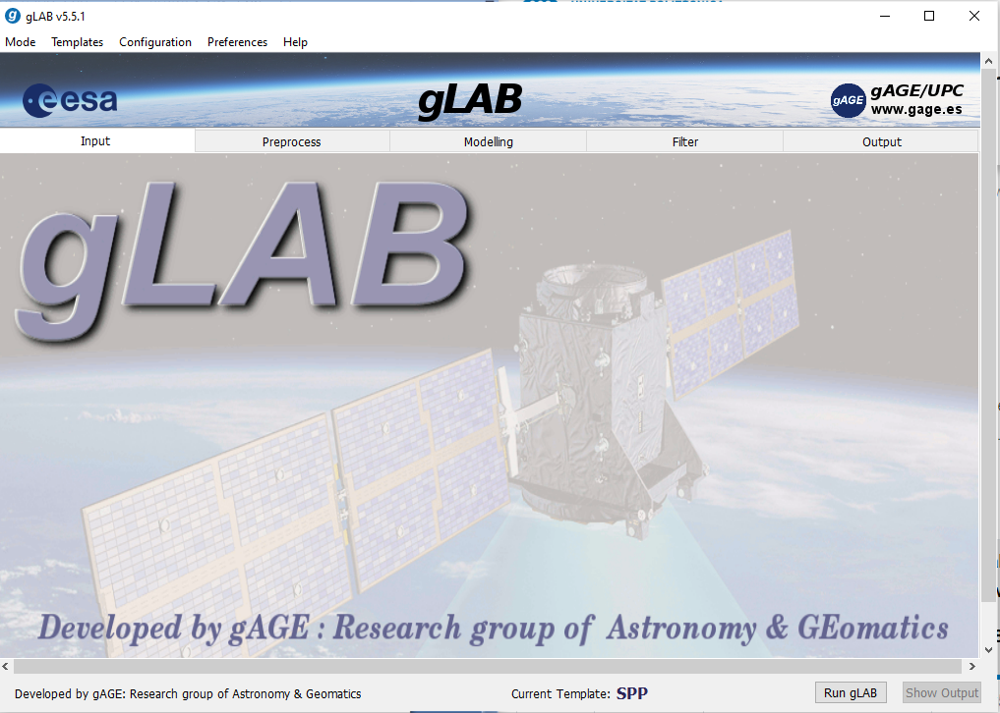 gLAB v5.5.1
Mode Templates Configuration Preferences Help
esa
gLAB
gAGE
gAGE/UPC
www.gage.es
Input Preprocess Modelling Filter Output
gLAB
Developed by gAGE : Research group of Astronomy & GEomatics
Developed by gAGE: Research group of Astronomy & Geomatics
Current Template: SPP
Run gLAB
Show Output